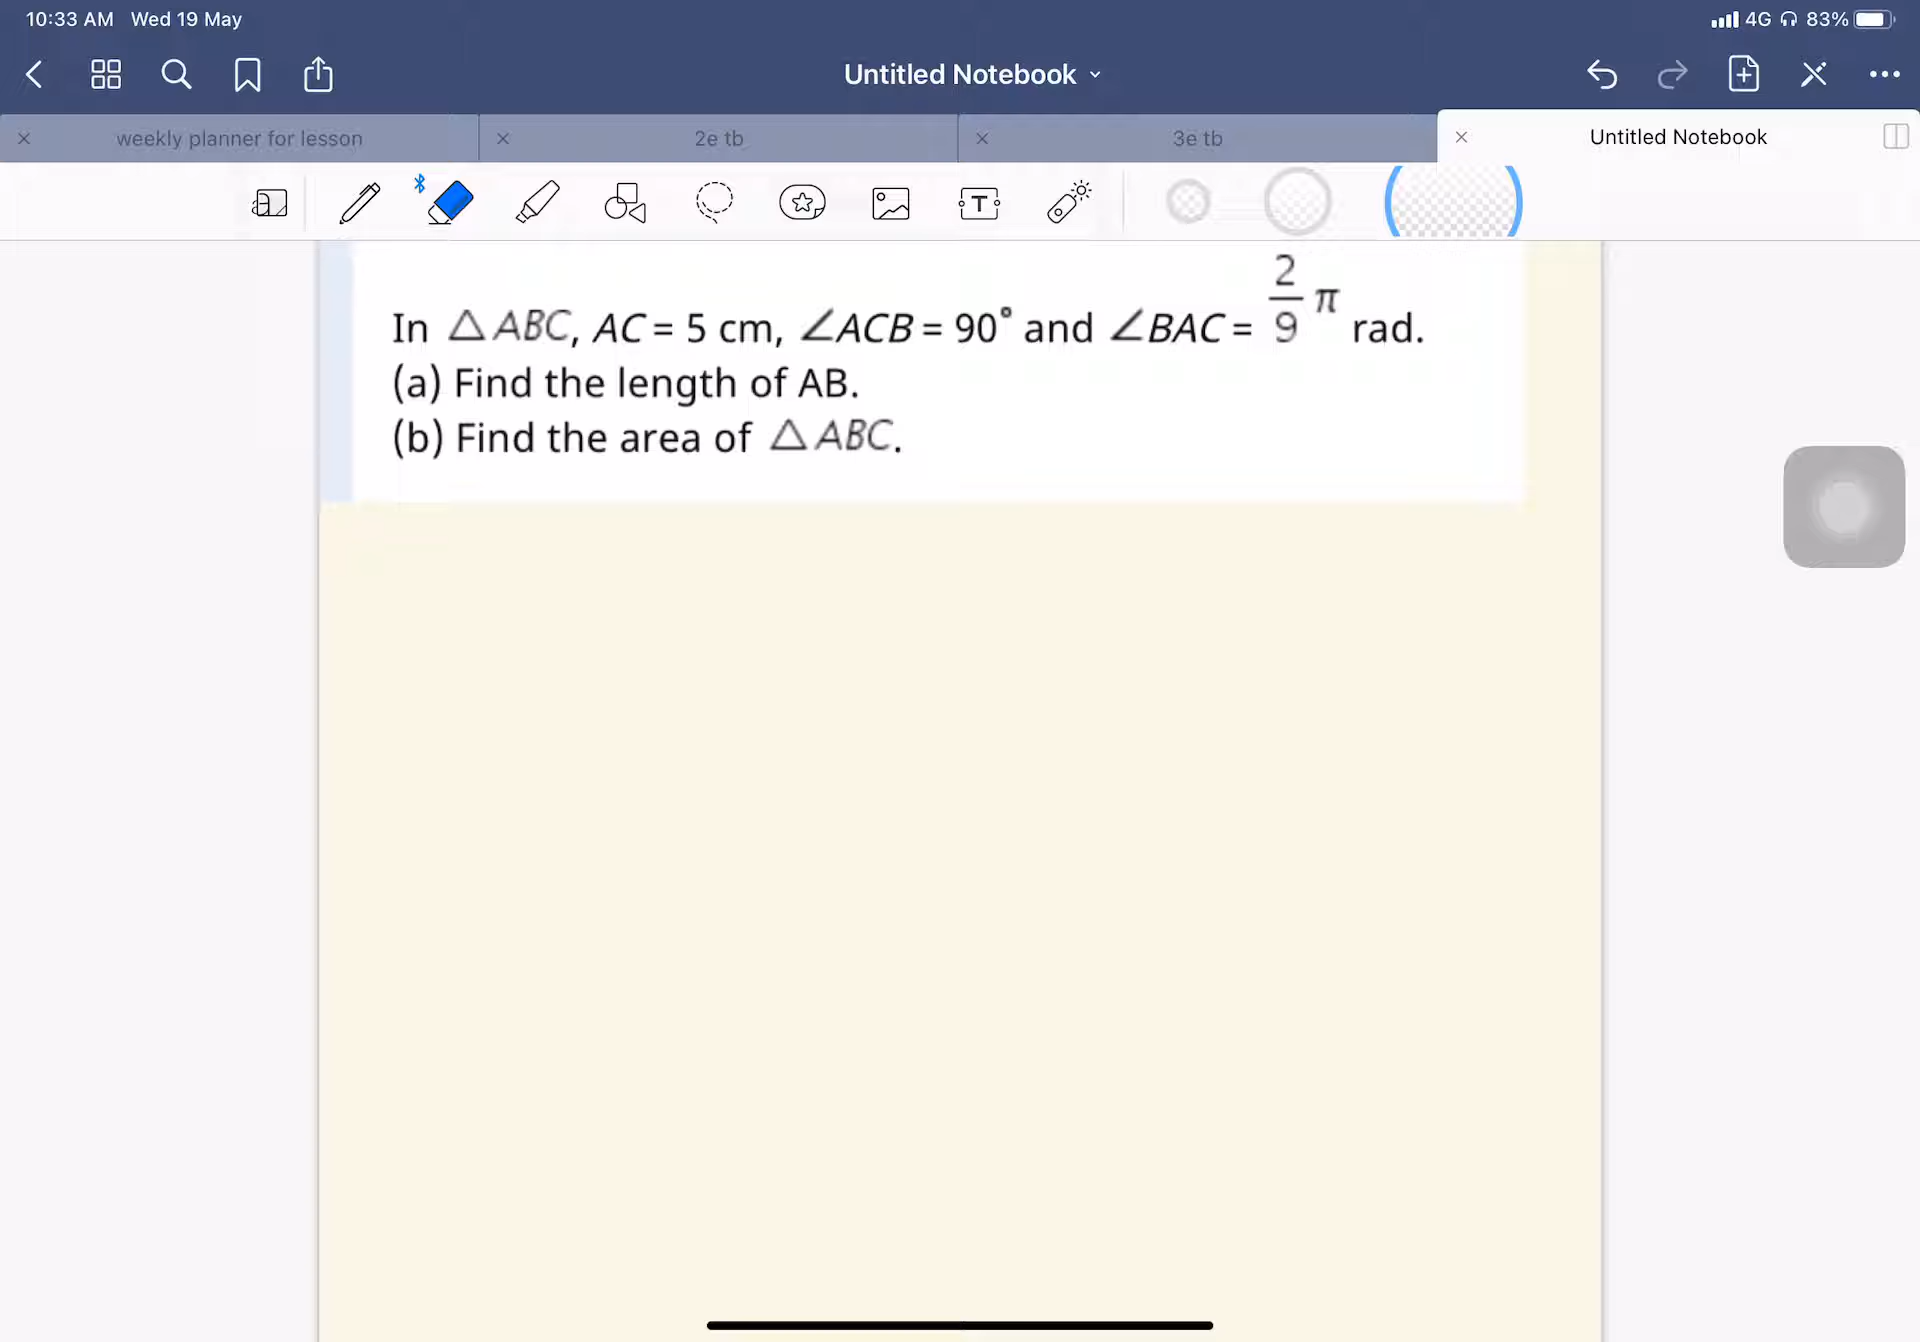 10:33 AM Wed 19 May 4G 83%
Untitled Notebook
weekly planner for lesson 2e tb 3e tb Untitled Notebook
In △ABC, AC = 5 cm, ∠ACB = 90° and ∠BAC = 2/9 π rad.
(a) Find the length of AB.
(b) Find the area of △ABC.